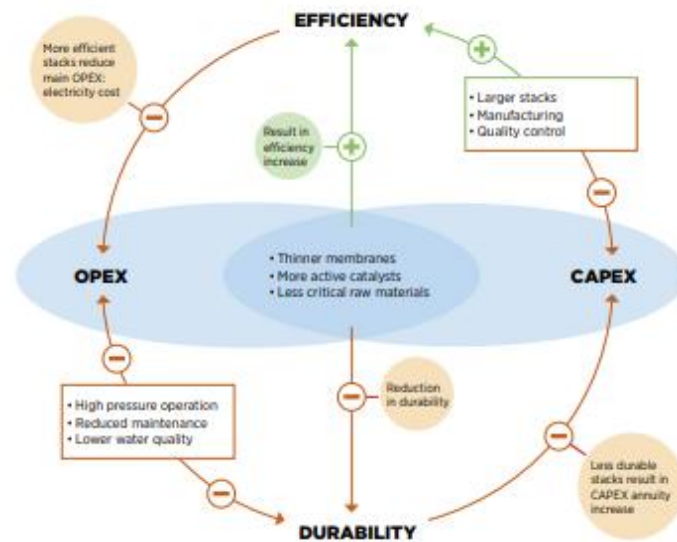 EFFICIENCY
More efficient
stacks reduce
main OPEX:
electricity cost
• Larger stacks
• Manufacturing
• Quality control
Result in
efficiency
increase
OPEX
• Thinner membranes
• More active catalysts
• Less critical raw materials
CAPEX
• High pressure operation
• Reduced maintenance
• Lower water quality
Reduction
in durability
Less durable
stacks result in
CAPEX annuity
increase
DURABILITY